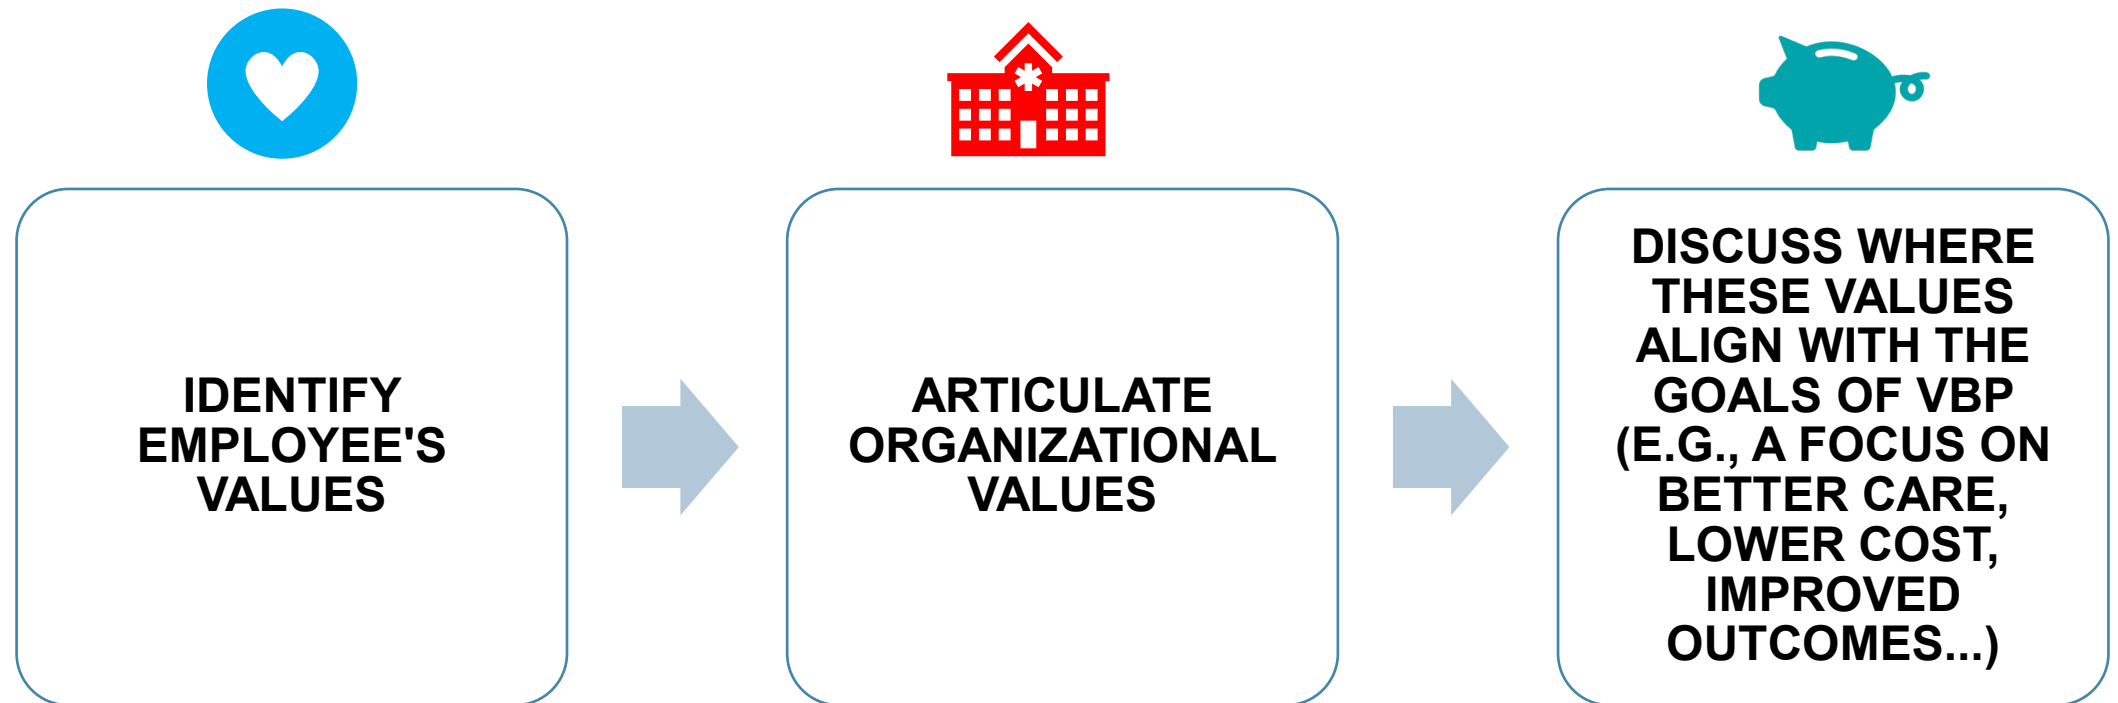 IDENTIFY
EMPLOYEE'S
VALUES
ARTICULATE
ORGANIZATIONAL
VALUES
DISCUSS WHERE
THESE VALUES
ALIGN WITH THE
GOALS OF VBP
(E.G., A FOCUS ON
BETTER CARE,
LOWER COST,
IMPROVED
OUTCOMES...)